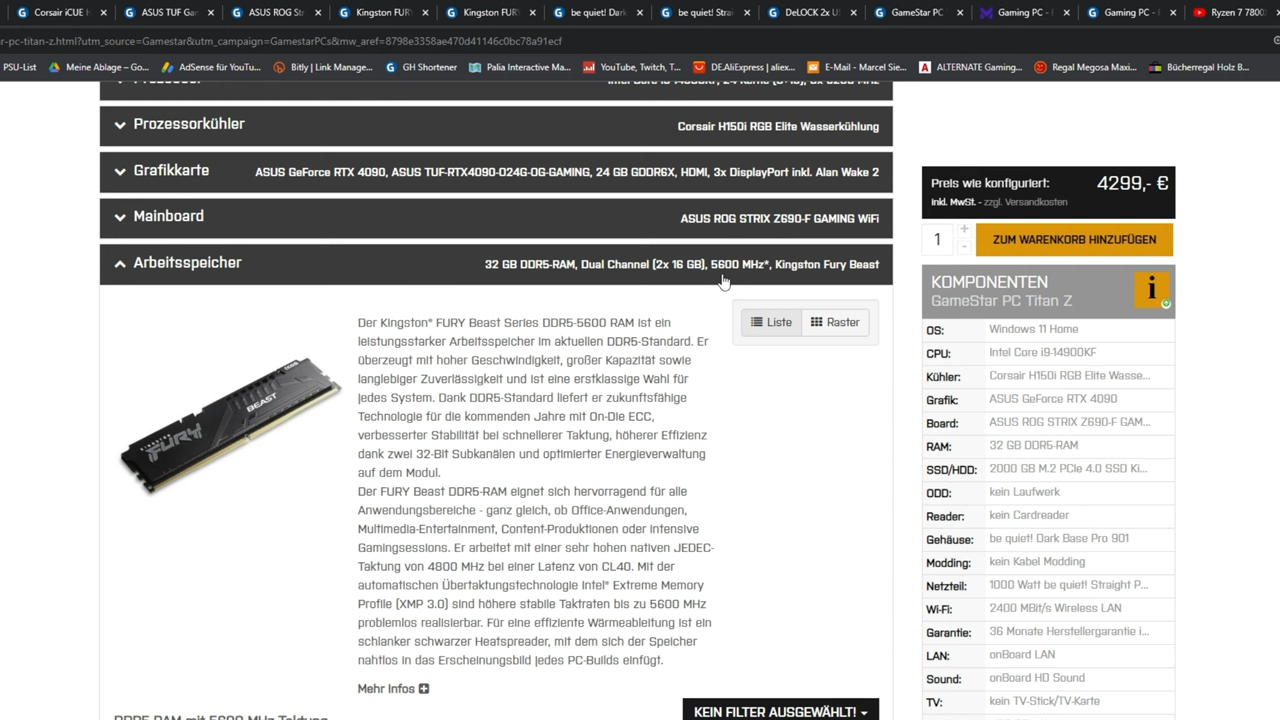 Corsair iCUE H
ASUS TUF Gar
ASUS ROG Str
Kingston FUR
Kingston FUR
be quiet! Dark
be quiet! Stra
DeLOCK 2x U
GameStar PC
Gaming PC -
Gaming PC -
Ryzen 7 7800
r-pc-titan-z.html?utm_source=Gamestar&utm_campaign=GamestarPCs&mw_aref=8798e3358ae470d41146c0bc78a91ecf
PSU-List
Meine Ablage – Go...
AdSense für YouTu...
Bitly | Link Manage...
GH Shortener
Palia Interactive Ma...
YouTube, Twitch, T...
DE.AliExpress | aliex...
E-Mail - Marcel Sie...
ALTERNATE Gaming...
Regal Megosa Maxi...
Bücherregal Holz B...
Prozessorkühler
Corsair H150i RGB Elite Wasserkühlung
Grafikkarte
ASUS GeForce RTX 4090, ASUS TUF-RTX4090-O24G-OG-GAMING, 24 GB GDDR6X, HDMI, 3x DisplayPort inkl. Alan Wake 2
Mainboard
ASUS ROG STRIX Z690-F GAMING WiFi
Arbeitsspeicher
32 GB DDR5-RAM, Dual Channel (2x 16 GB), 5600 MHz*, Kingston Fury Beast
Liste
Raster
Der Kingston® FURY Beast Series DDR5-5600 RAM ist ein
leistungsstarker Arbeitsspeicher im aktuellen DDR5-Standard. Er
überzeugt mit hoher Geschwindigkeit, großer Kapazität sowie
langlebiger Zuverlässigkeit und ist eine erstklassige Wahl für
jedes System. Dank DDR5-Standard liefert er zukunftsfähige
Technologie für die kommenden Jahre mit On-Die ECC,
verbesserter Stabilität bei schnellerer Taktung, höherer Effizienz
dank zwei 32-Bit Subkanälen und optimierter Energieverwaltung
auf dem Modul.
Der FURY Beast DDR5-RAM eignet sich hervorragend für alle
Anwendungsbereiche - ganz gleich, ob Office-Anwendungen,
Multimedia-Entertainment, Content-Produktionen oder intensive
Gamingsessions. Er arbeitet mit einer sehr hohen nativen JEDEC-
Taktung von 4800 MHz bei einer Latenz von CL40. Mit der
automatischen Übertaktungstechnologie Intel® Extreme Memory
Profile (XMP 3.0) sind höhere stabile Taktraten bis zu 5600 MHz
problemlos realisierbar. Für eine effiziente Wärmeableitung ist ein
schlanker schwarzer Heatspreader, mit dem sich der Speicher
nahtlos in das Erscheinungsbild jedes PC-Builds einfügt.
Mehr Infos
FURY
BEAST
DDR5 RAM mit 5600 MHz Taktung
KEIN FILTER AUSGEWÄHLT!
Preis wie konfiguriert: 4299,- €
inkl. MwSt. - zzgl. Versandkosten
1
+
-
ZUM WARENKORB HINZUFÜGEN
KOMPONENTEN
GameStar PC Titan Z
i
OS: Windows 11 Home
CPU: Intel Core i9-14900KF
Kühler: Corsair H150i RGB Elite Wasse...
Grafik: ASUS GeForce RTX 4090
Board: ASUS ROG STRIX Z690-F GAM...
RAM: 32 GB DDR5-RAM
SSD/HDD: 2000 GB M.2 PCIe 4.0 SSD Ki...
ODD: kein Laufwerk
Reader: kein Cardreader
Gehäuse: be quiet! Dark Base Pro 901
Modding: kein Kabel Modding
Netzteil: 1000 Watt be quiet! Straight P...
Wi-Fi: 2400 MBit/s Wireless LAN
Garantie: 36 Monate Herstellergarantie i...
LAN: onBoard LAN
Sound: onBoard HD Sound
TV: kein TV-Stick/TV-Karte